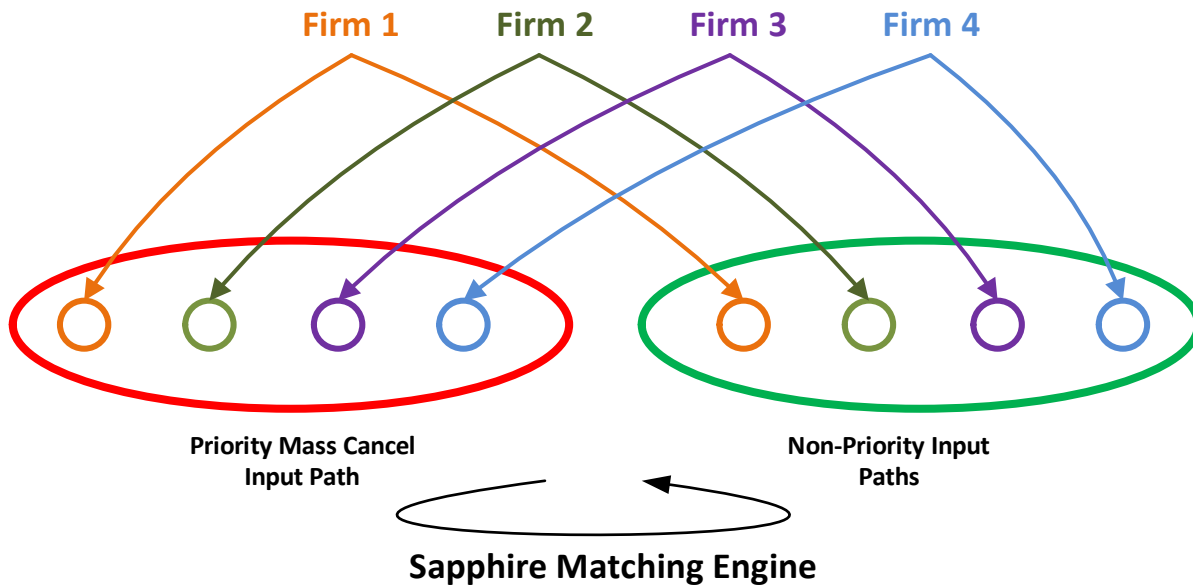 Firm 1 Firm 2 Firm 3 Firm 4
Priority Mass Cancel
Input Path
Non-Priority Input
Paths
Sapphire Matching Engine